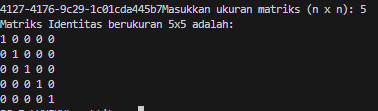 4127-4176-9c29-1c01cda445b7Masukkan ukuran matriks (n x n): 5
Matriks Identitas berukuran 5x5 adalah:
1 0 0 0 0
0 1 0 0 0
0 0 1 0 0
0 0 0 1 0
0 0 0 0 1